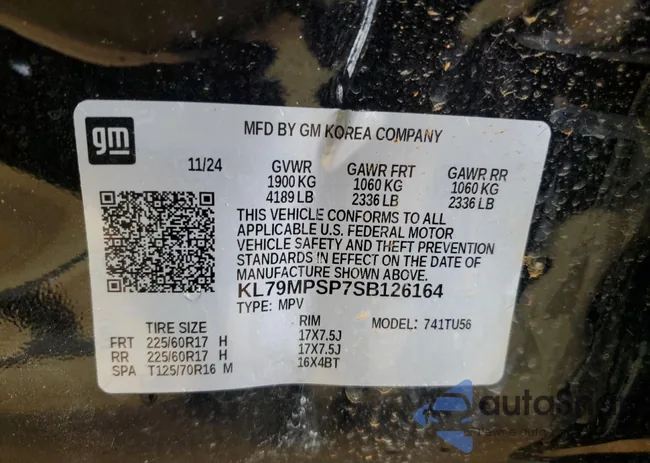 gm
MFD BY GM KOREA COMPANY
11/24 GVWR GAWR FRT GAWR RR
1900 KG 1060 KG 1060 KG
4189 LB 2336 LB 2336 LB
THIS VEHICLE CONFORMS TO ALL
APPLICABLE U.S. FEDERAL MOTOR
VEHICLE SAFETY AND THEFT PREVENTION
STANDARDS IN EFFECT ON THE DATE OF
MANUFACTURE SHOWN ABOVE.
KL79MPSP7SB126164
TYPE: MPV
TIRE SIZE RIM MODEL: 741TU56
FRT 225/60R17 H 17X7.5J
RR 225/60R17 H 17X7.5J
SPA T125/70R16 M 16X4BT